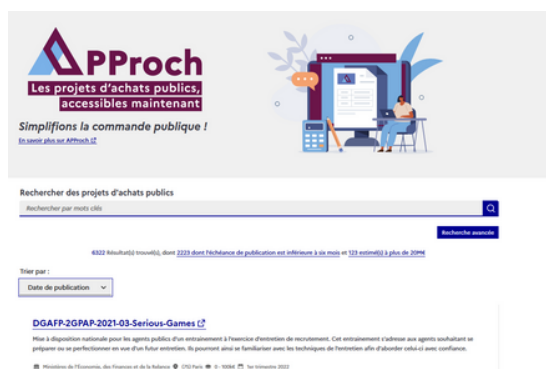 APProch
Les projets d'achats publics,
accessibles maintenant
Simplifions la commande publique !
En savoir plus sur APProch
Rechercher des projets d'achats publics
Rechercher par mots clés
Recherche avancée
6322 Résultat(s) trouvé(s), dont 2223 dont l'échéance de publication est inférieure à six mois et 123 estimé(s) à plus de 20M€
Trier par :
Date de publication
DGAFP-2GPAP-2021-03-Serious-Games
Mise à disposition nationale pour les agents publics d'un entrainement à l'exercice d'entretien de recrutement. Cet entrainement s'adresse aux agents souhaitant se
préparer ou se perfectionner en vue d'un futur entretien. Ils pourront ainsi se familiariser avec les techniques de l'entretien afin d'aborder celui-ci avec confiance.
Ministères de l'Économie, des Finances et de la Relance (75) Paris 0 - 100k€ 1er trimestre 2022